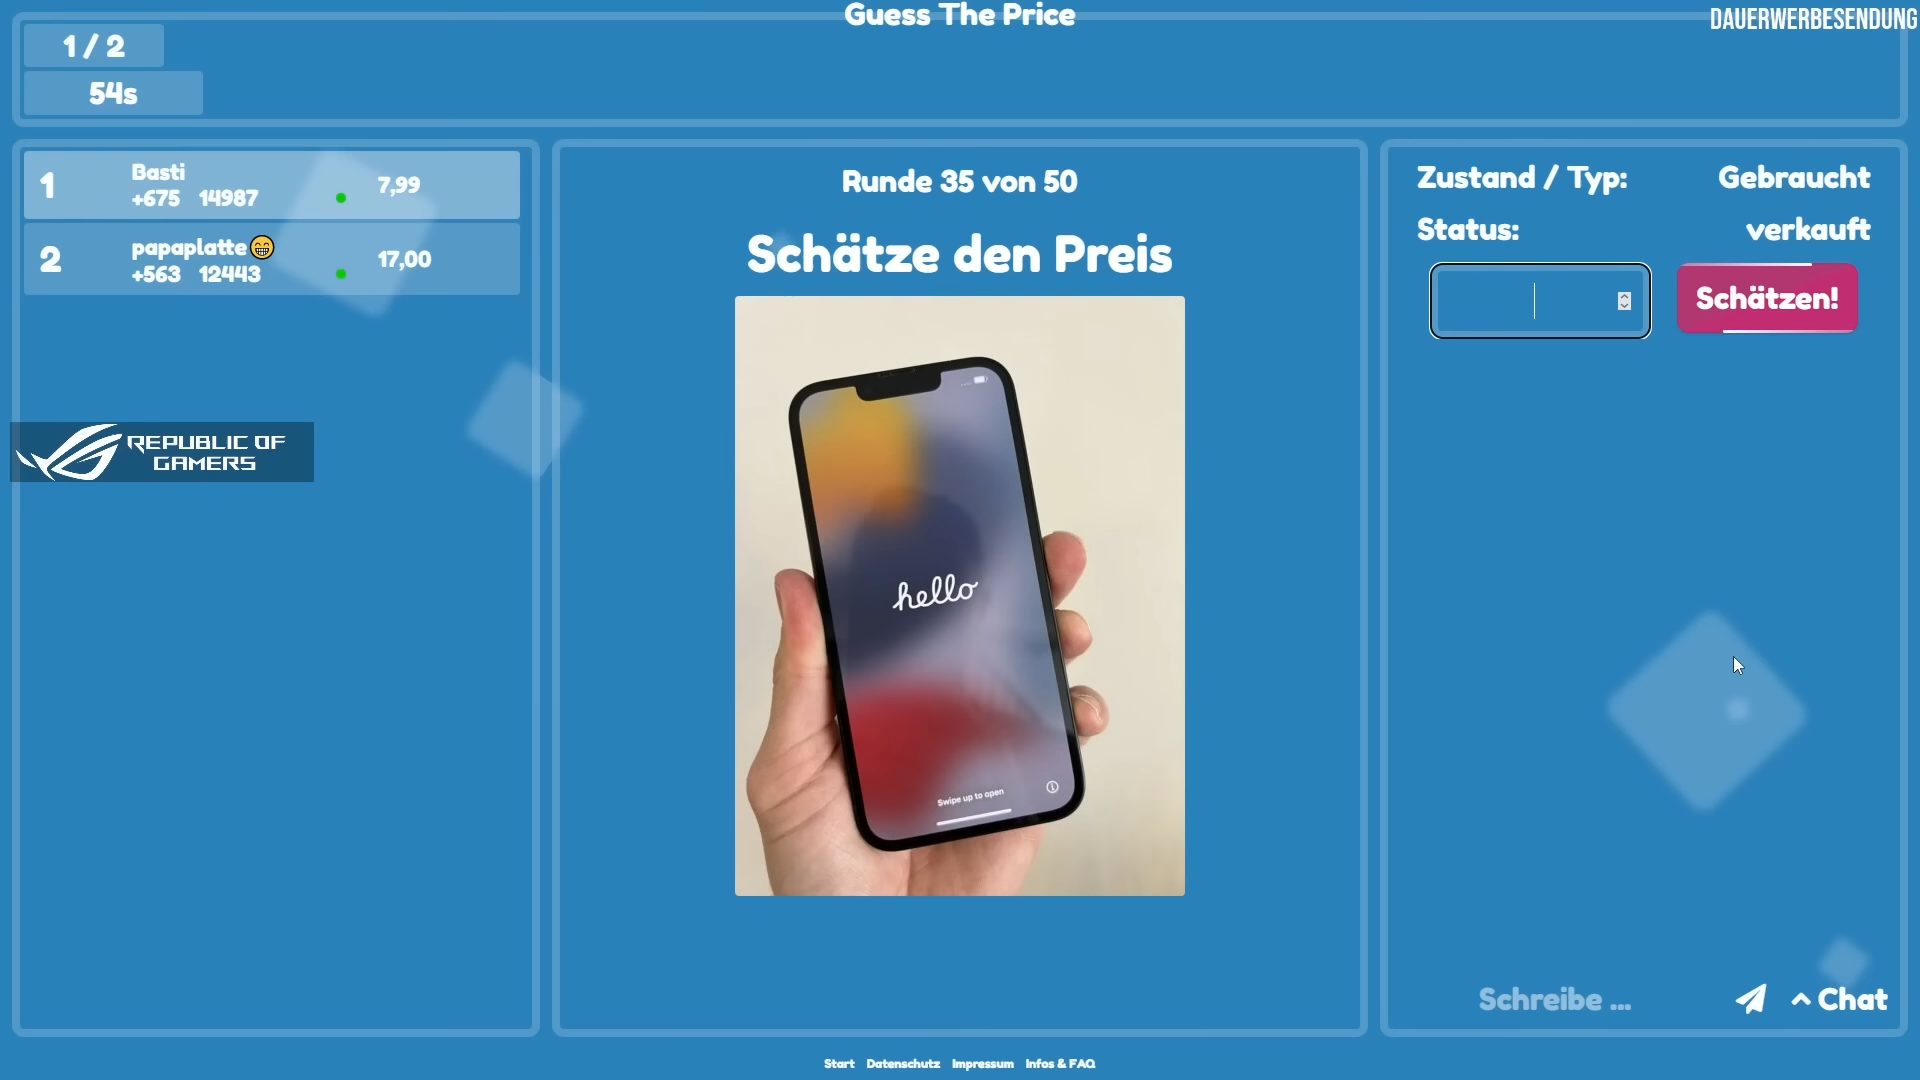 Guess The Price
DAUERWERBESENDUNG
1 / 2
54s
1
Basti
+675 14987
7,99
2
papaplatte😁
+563 12443
17,00
REPUBLIC OF
GAMERS
Runde 35 von 50
Schätze den Preis
hello
Swipe up to open
Zustand / Typ: Gebraucht
Status: verkauft
Schätzen!
Schreibe ...
Chat
Start Datenschutz Impressum Infos & FAQ